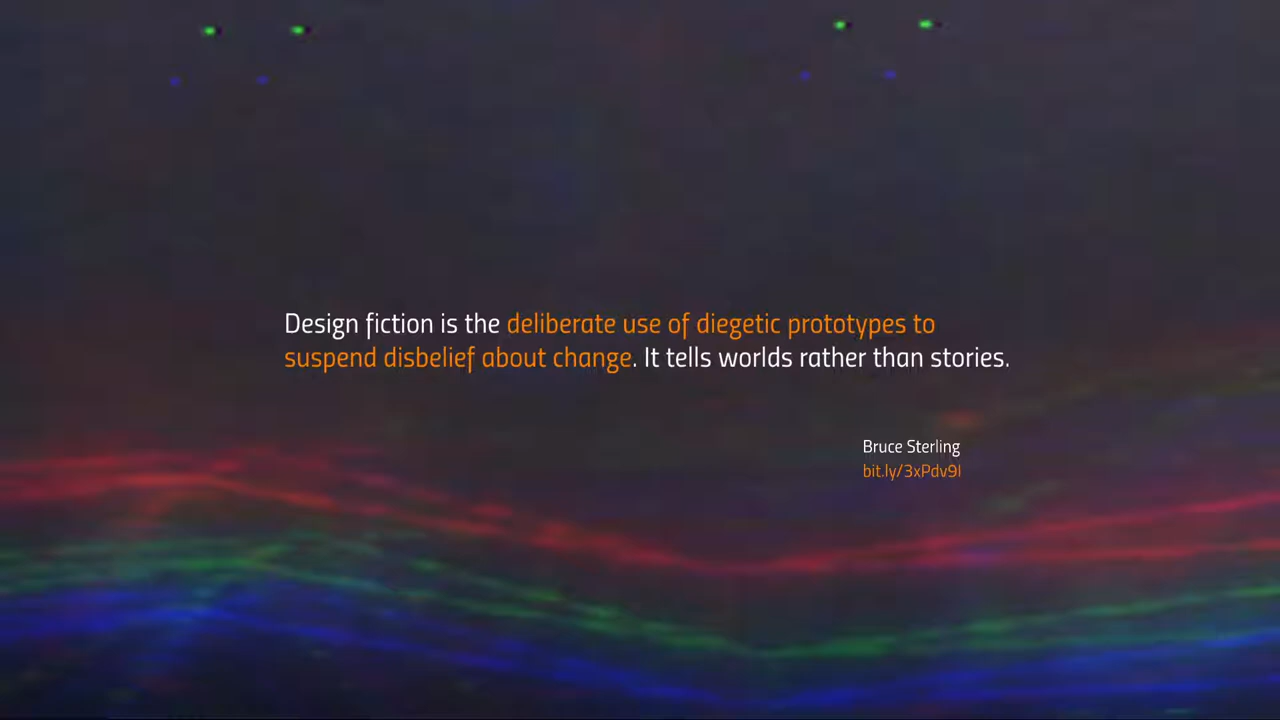 Design fiction is the deliberate use of diegetic prototypes to
suspend disbelief about change. It tells worlds rather than stories.
Bruce Sterling
bit.ly/3xPdv9I